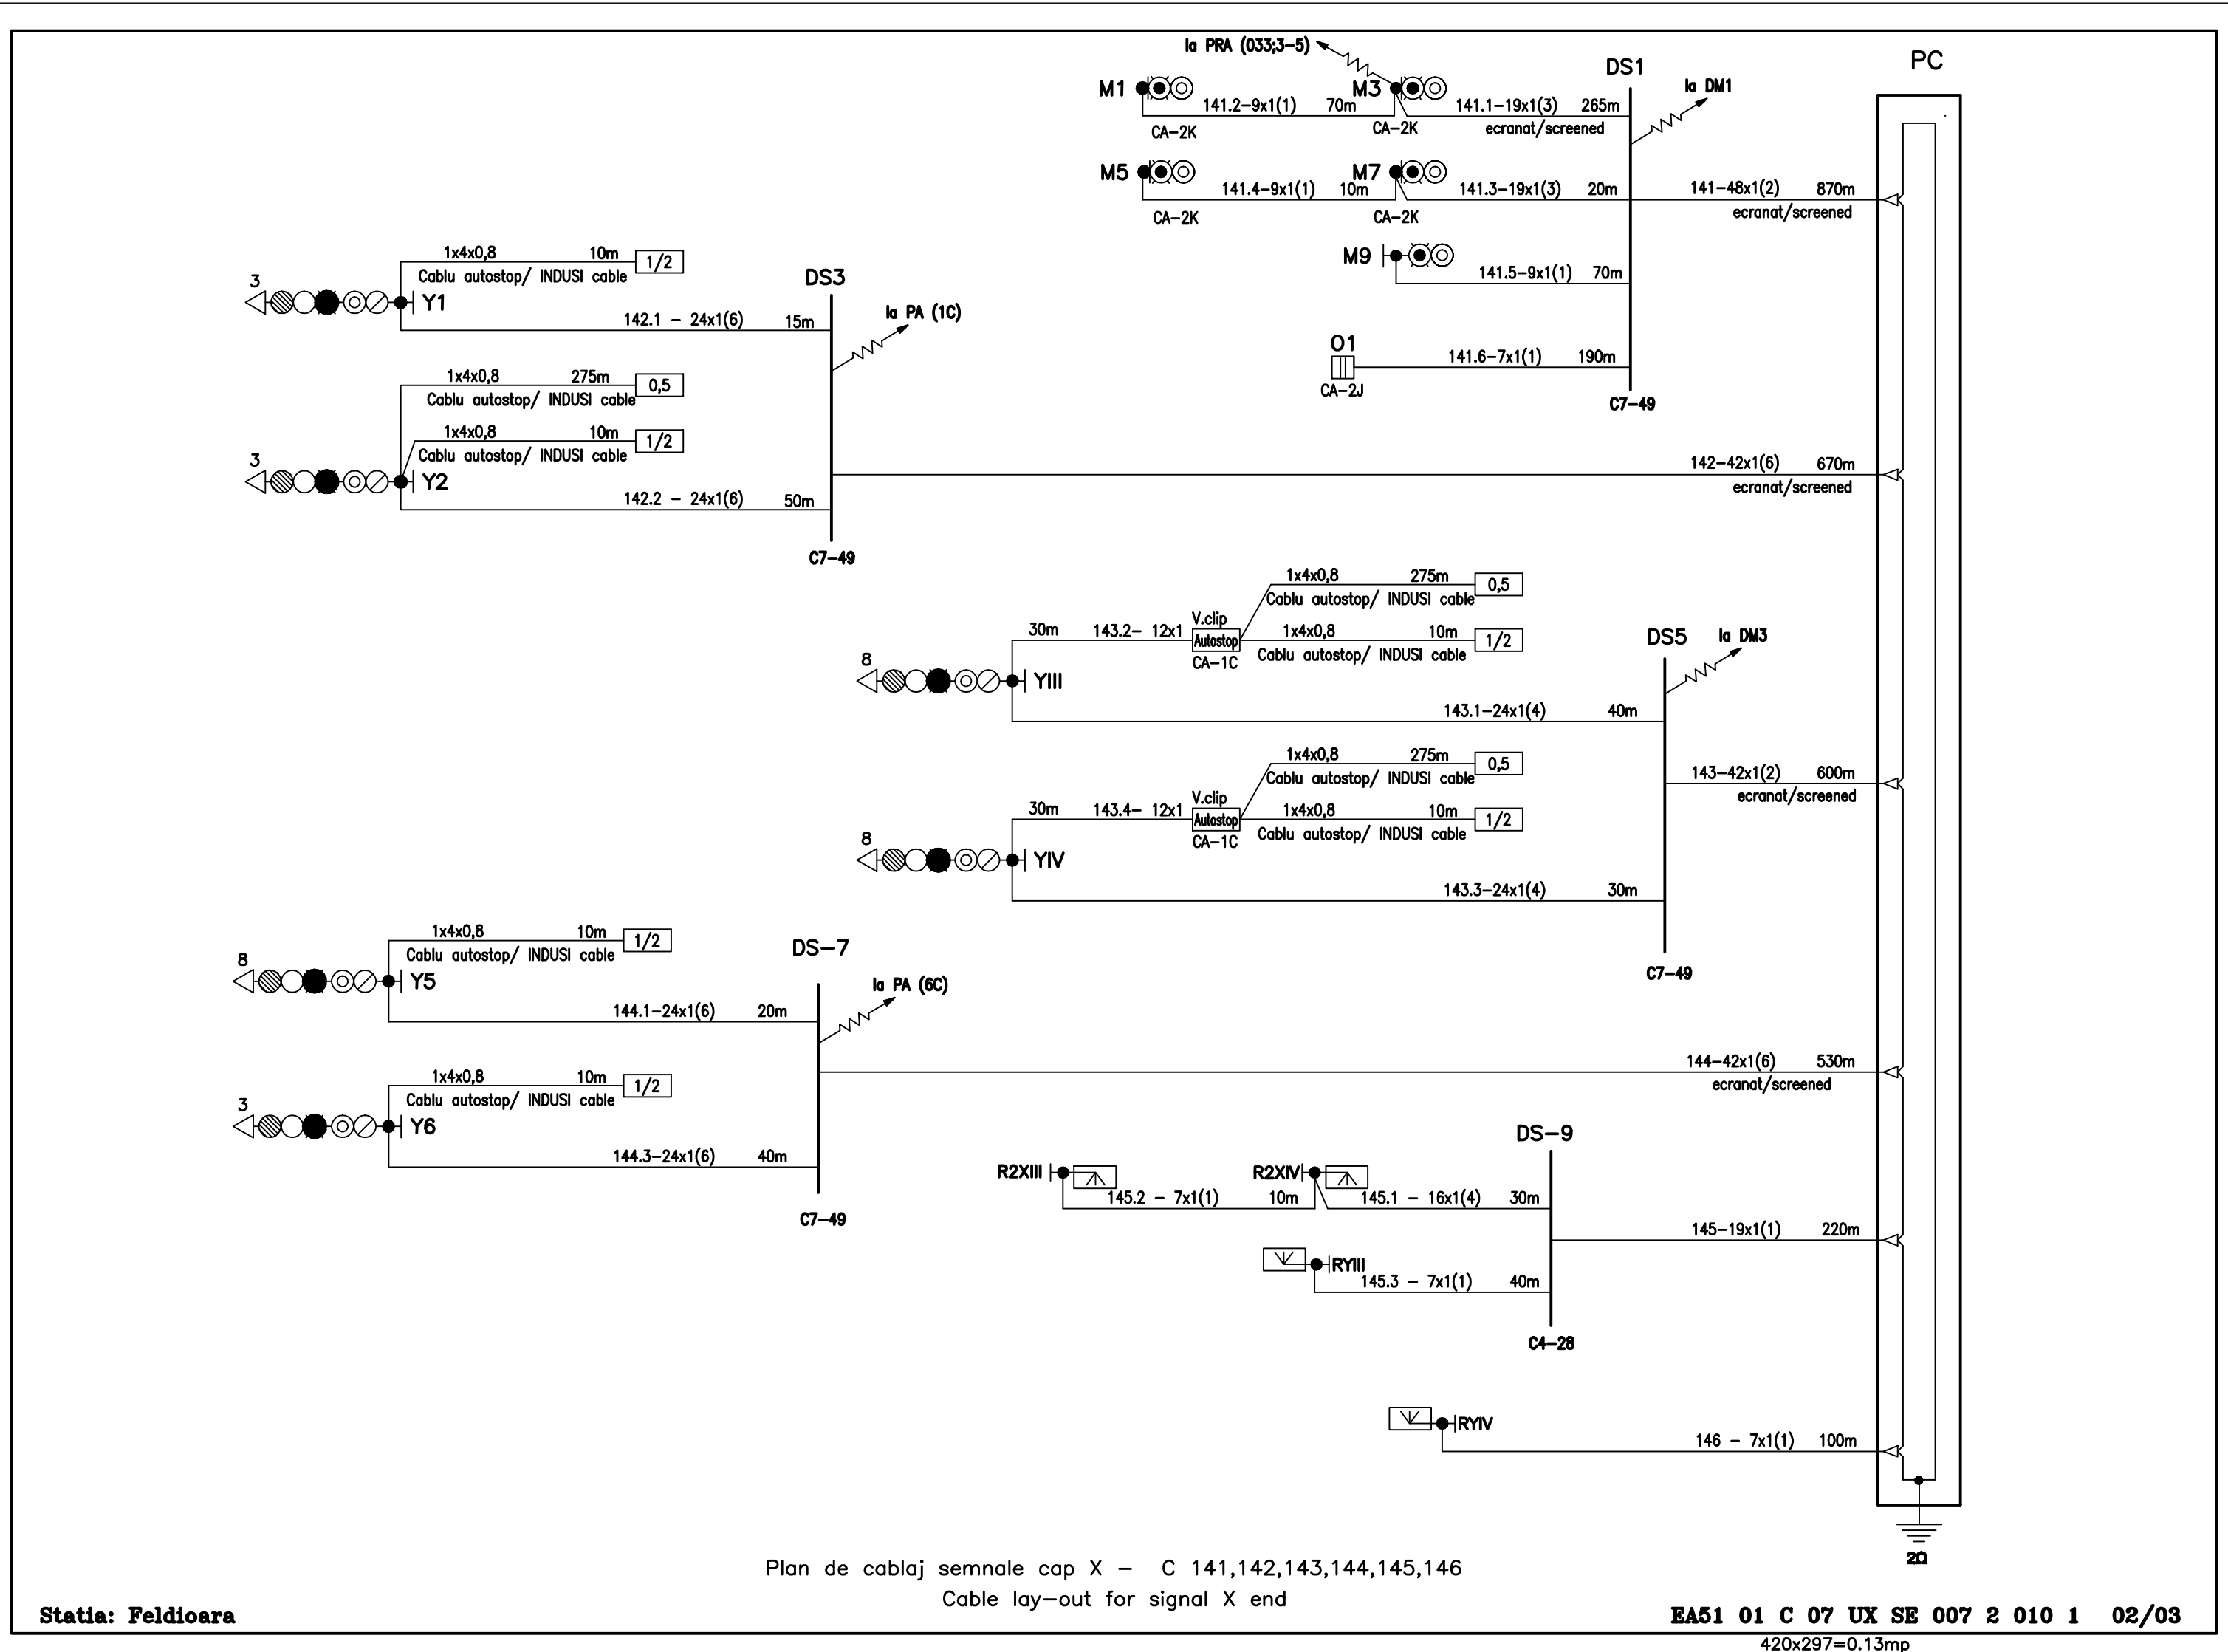 la PRA (033;3-5)
DS1
PC
la DM1
M1
141.2-9x1(1) 70m
CA-2K
M3
141.1-19x1(3) 265m
CA-2K
ecranat/screened
M5
141.4-9x1(1) 10m
CA-2K
M7
141.3-19x1(3) 20m
CA-2K
141-48x1(2) 870m
ecranat/screened
M9
141.5-9x1(1) 70m
O1
141.6-7x1(1) 190m
CA-2J
C7-49
1x4x0,8 10m 1/2
Cablu autostop/ INDUSI cable
3
Y1
142.1 - 24x1(6) 15m
DS3
la PA (1C)
1x4x0,8 275m 0,5
Cablu autostop/ INDUSI cable
1x4x0,8 10m 1/2
Cablu autostop/ INDUSI cable
3
Y2
142.2 - 24x1(6) 50m
C7-49
142-42x1(6) 670m
ecranat/screened
1x4x0,8 275m 0,5
Cablu autostop/ INDUSI cable
30m 143.2- 12x1
V.clip
Autostop
CA-1C
1x4x0,8 10m 1/2
Cablu autostop/ INDUSI cable
8
YIII
143.1-24x1(4) 40m
DS5
la DM3
1x4x0,8 275m 0,5
Cablu autostop/ INDUSI cable
30m 143.4- 12x1
V.clip
Autostop
CA-1C
1x4x0,8 10m 1/2
Cablu autostop/ INDUSI cable
8
YIV
143.3-24x1(4) 30m
C7-49
143-42x1(2) 600m
ecranat/screened
1x4x0,8 10m 1/2
Cablu autostop/ INDUSI cable
8
Y5
144.1-24x1(6) 20m
DS-7
la PA (6C)
1x4x0,8 10m 1/2
Cablu autostop/ INDUSI cable
3
Y6
144.3-24x1(6) 40m
C7-49
144-42x1(6) 530m
ecranat/screened
DS-9
R2XIII
145.2 - 7x1(1) 10m
R2XIV
145.1 - 16x1(4) 30m
145-19x1(1) 220m
RYIII
145.3 - 7x1(1) 40m
C4-28
RYIV
146 - 7x1(1) 100m
2Ω
Plan de cablaj semnale cap X - C 141,142,143,144,145,146
Cable lay-out for signal X end
Statia: Feldioara
EA51 01 C 07 UX SE 007 2 010 1 02/03
420x297=0.13mp